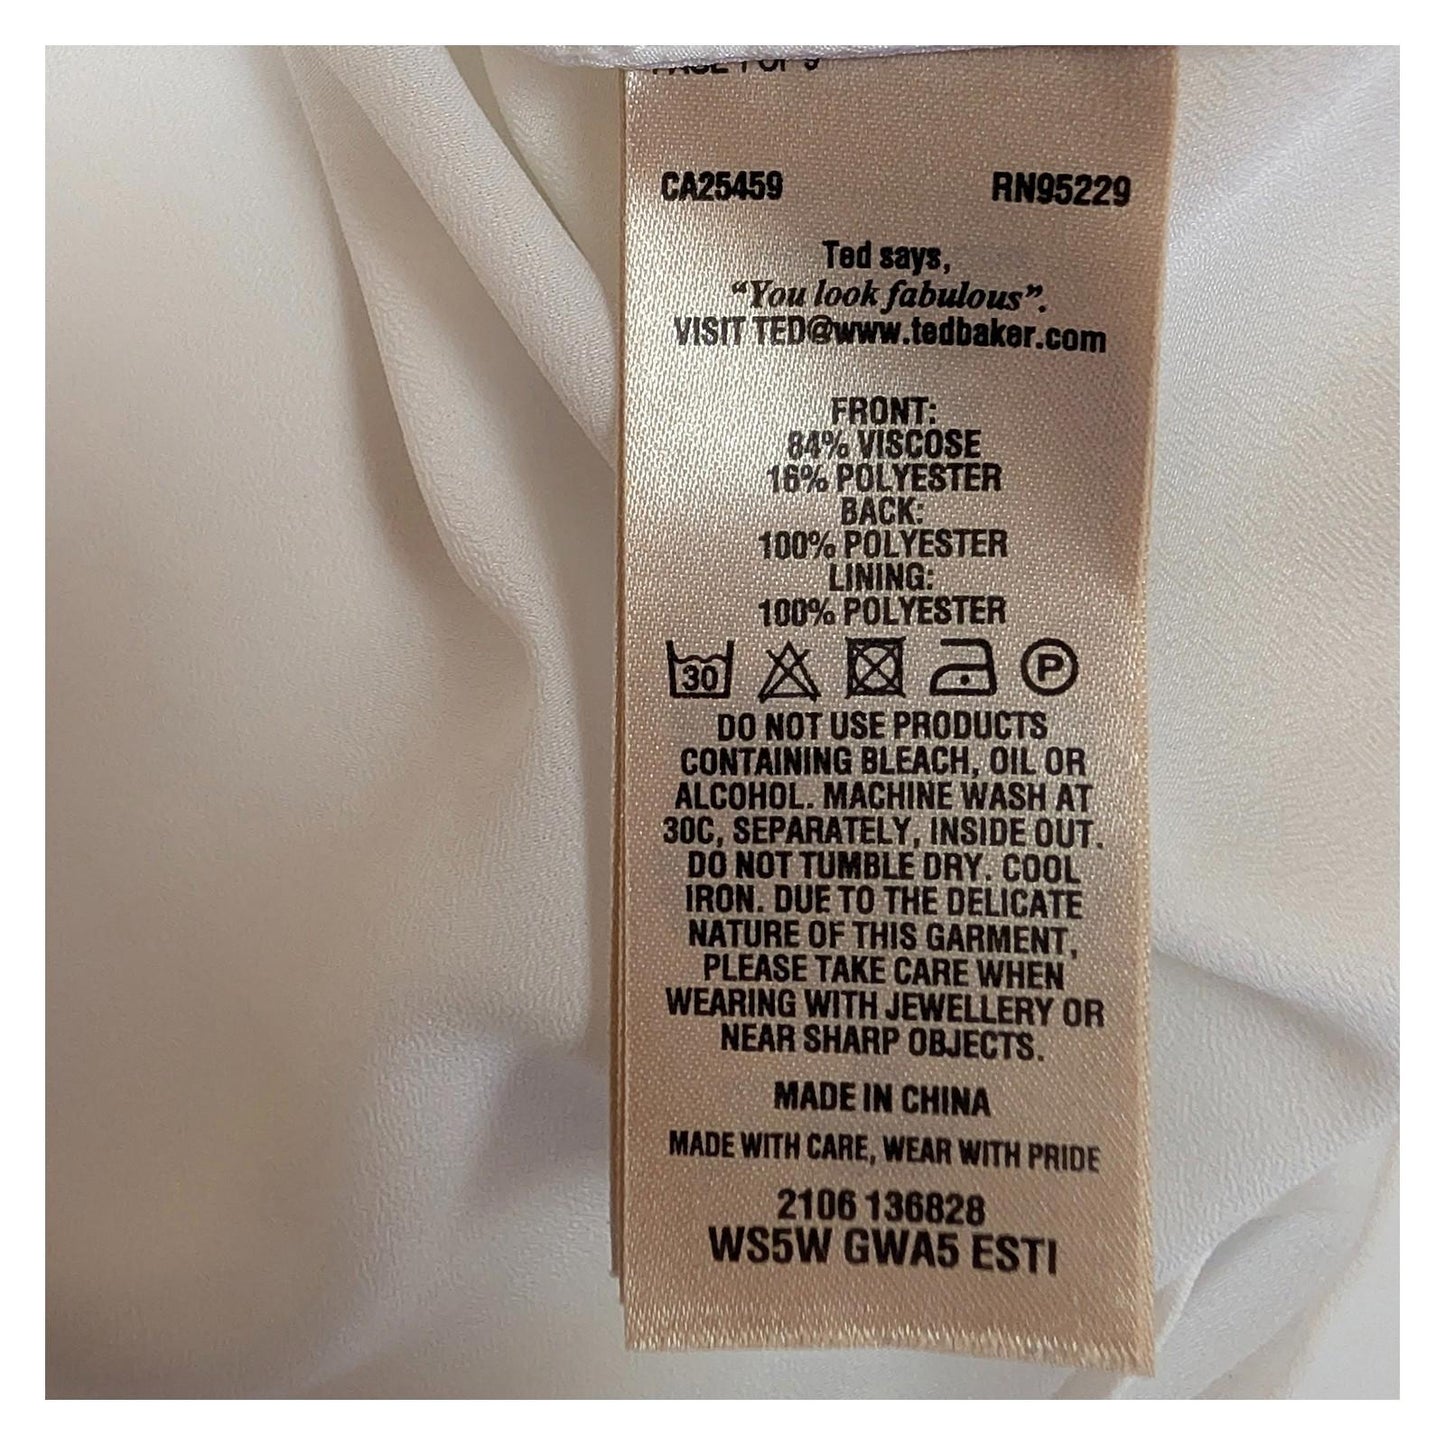 PAGE 1 OF 9
CA25459 RN95229
Ted says,
“You look fabulous”.
VISIT TED@www.tedbaker.com
FRONT:
84% VISCOSE
16% POLYESTER
BACK:
100% POLYESTER
LINING:
100% POLYESTER
30 P
DO NOT USE PRODUCTS
CONTAINING BLEACH, OIL OR
ALCOHOL. MACHINE WASH AT
30C, SEPARATELY, INSIDE OUT.
DO NOT TUMBLE DRY. COOL
IRON. DUE TO THE DELICATE
NATURE OF THIS GARMENT,
PLEASE TAKE CARE WHEN
WEARING WITH JEWELLERY OR
NEAR SHARP OBJECTS.
MADE IN CHINA
MADE WITH CARE, WEAR WITH PRIDE
2106 136828
WS5W GWA5 ESTI